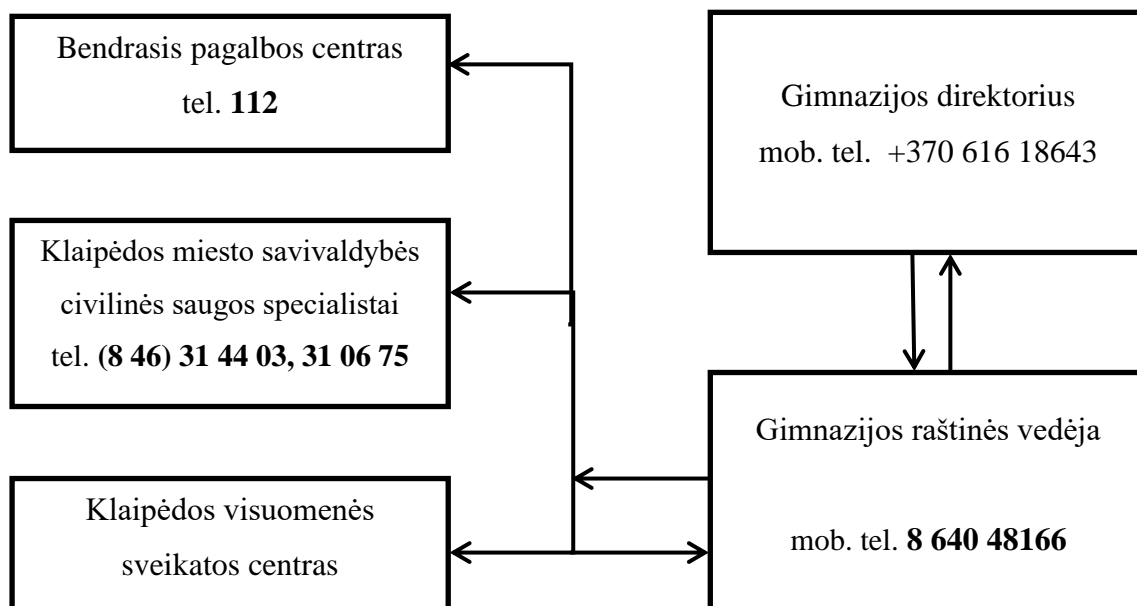 Bendrasis pagalbos centras
tel. 112
Gimnazijos direktorius
mob. tel. +370 616 18643
Klaipėdos miesto savivaldybės
civilinės saugos specialistai
tel. (8 46) 31 44 03, 31 06 75
Gimnazijos raštinės vedėja
mob. tel. 8 640 48166
Klaipėdos visuomenės
sveikatos centras